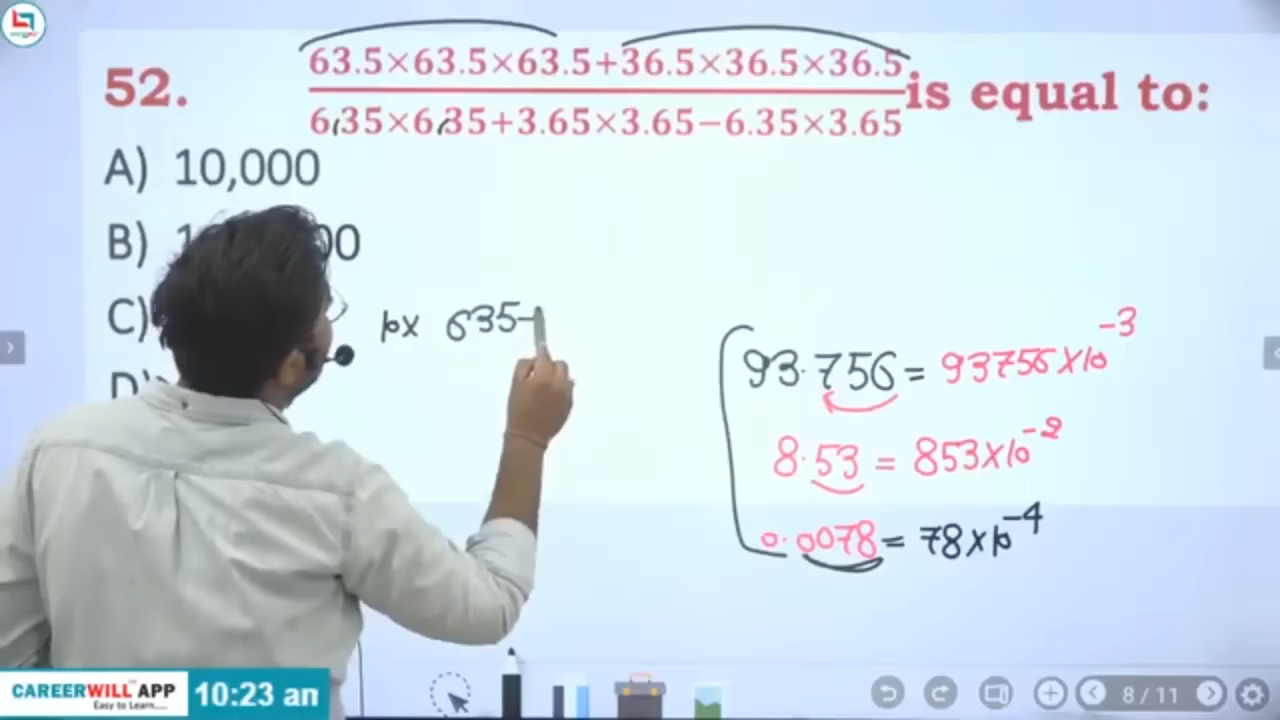 52. 63.5×63.5×63.5+36.5×36.5×36.5
6.35×6.35+3.65×3.65−6.35×3.65 is equal to:
A) 10,000
B)
C)
10× 635
93.756 = 93756×10⁻³
8.53 = 853×10⁻²
0.0078 = 78×10⁻⁴
CAREERWILL APP
Easy to Learn.....
10:23 an
8 / 11